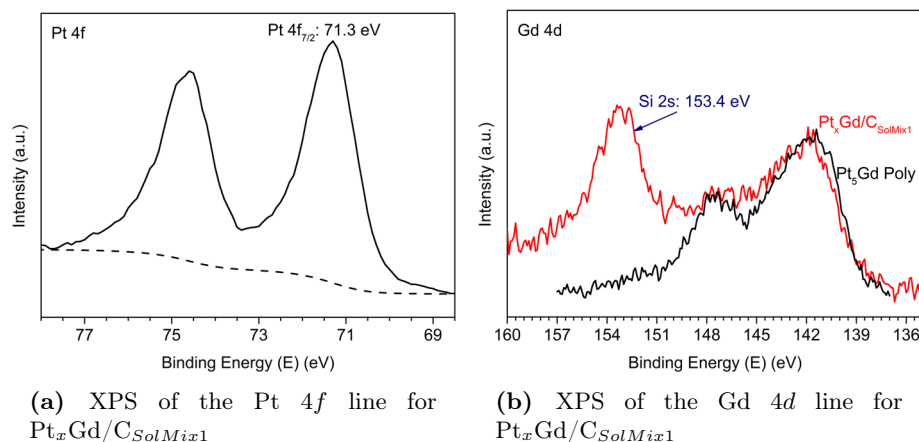 Pt 4f
Pt 4f7/2: 71.3 eV
Intensity (a.u.)
77 75 73 71 69
Binding Energy (E) (eV)
(a) XPS of the Pt 4f line for
PtxGd/CSolMix1
Gd 4d
Si 2s: 153.4 eV
PtxGd/CSolMix1
Pt5Gd Poly
Intensity (a.u.)
160 157 154 151 148 145 142 139 136
Binding Energy (E) (eV)
(b) XPS of the Gd 4d line for
PtxGd/CSolMix1